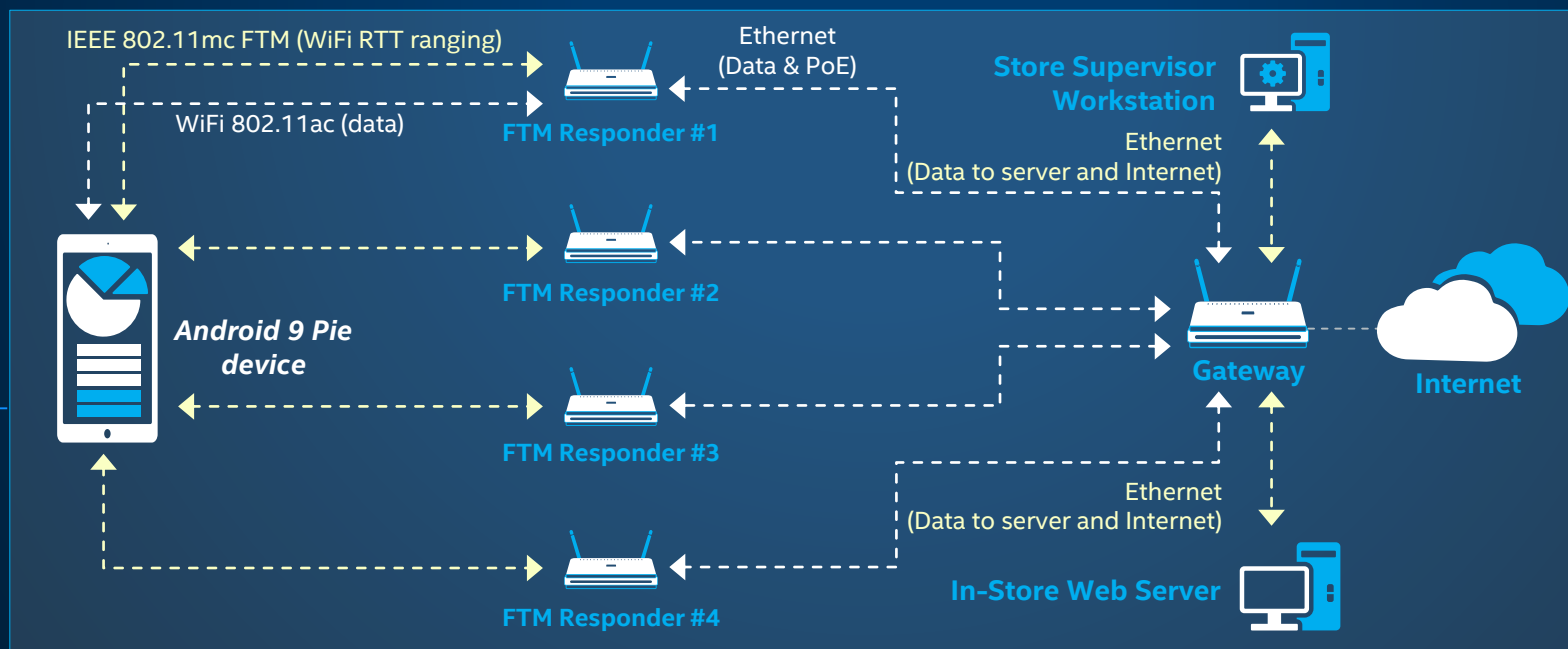 IEEE 802.11mc FTM (WiFi RTT ranging)
WiFi 802.11ac (data)
FTM Responder #1
Ethernet
(Data & PoE)
Store Supervisor
Workstation
Ethernet
(Data to server and Internet)
FTM Responder #2
Android 9 Pie
device
Gateway
Internet
FTM Responder #3
Ethernet
(Data to server and Internet)
In-Store Web Server
FTM Responder #4